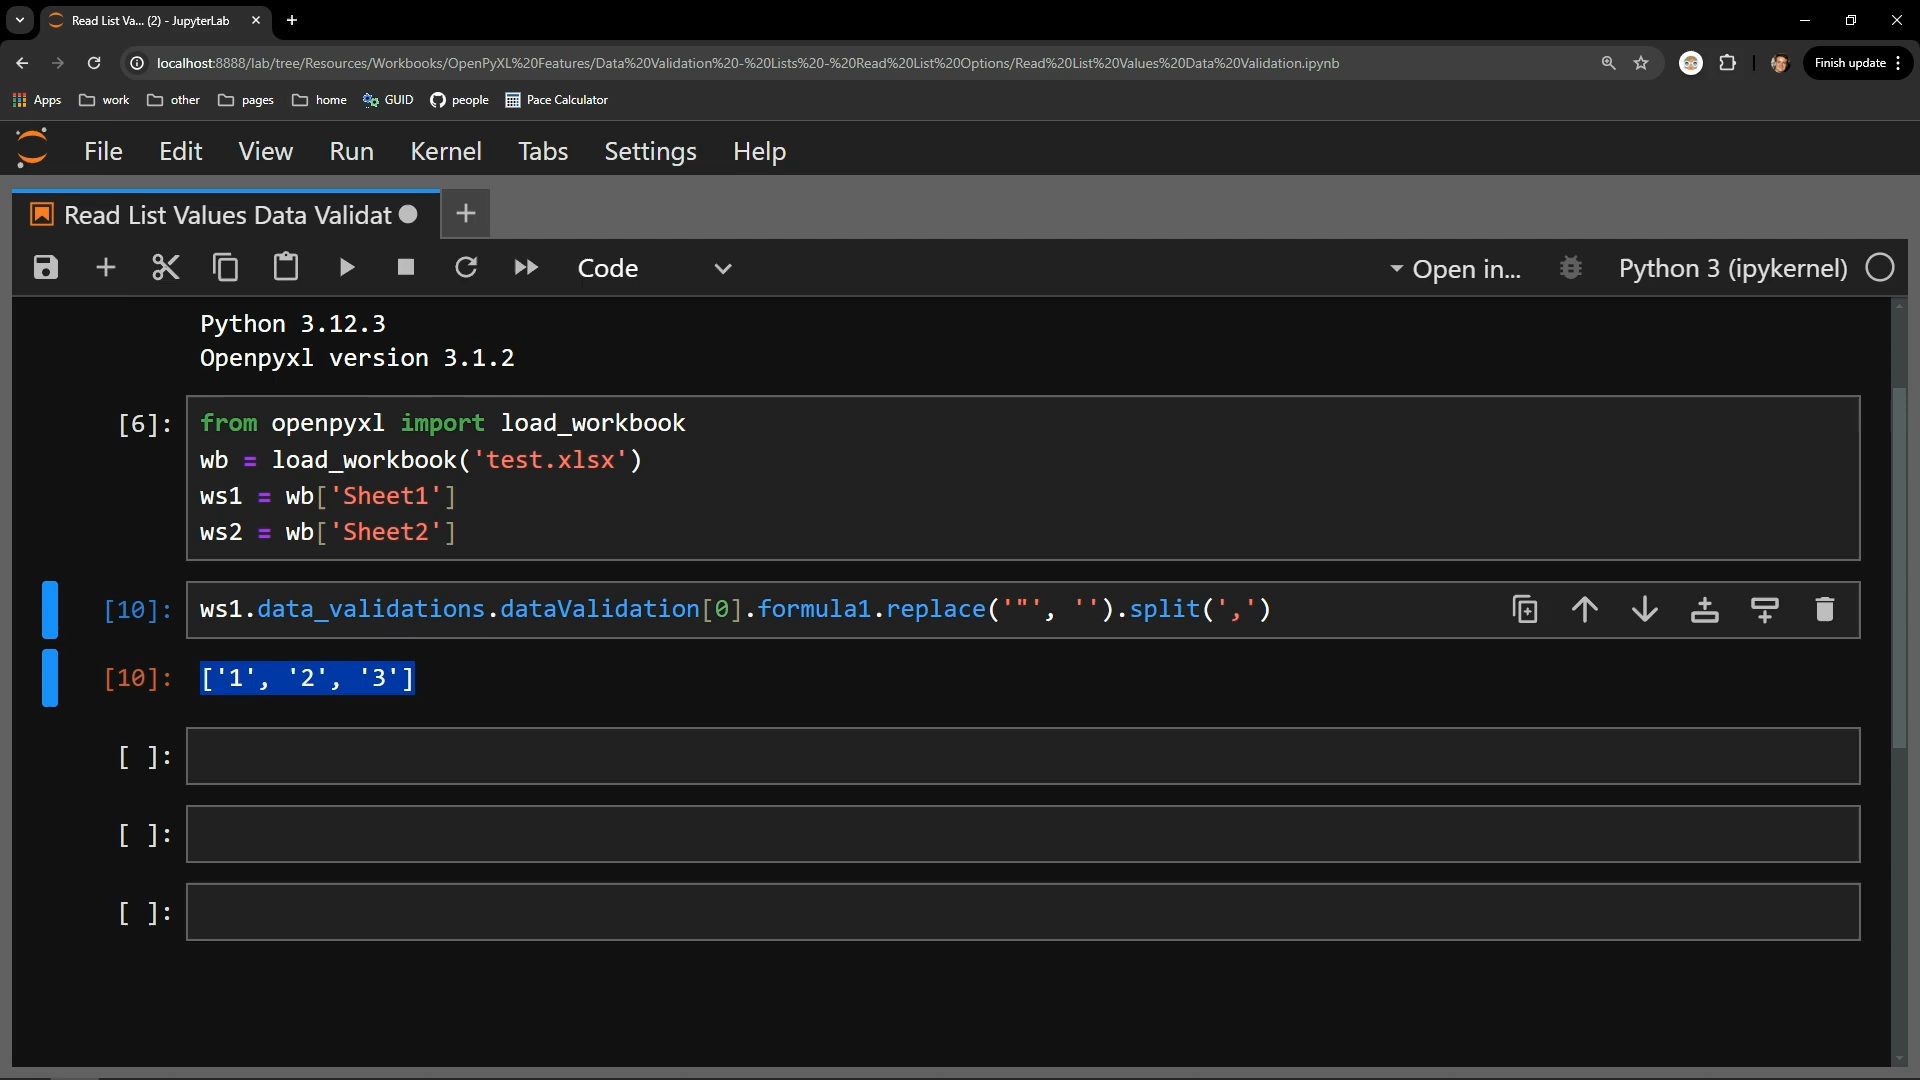 Read List Va... (2) - JupyterLab
localhost:8888/lab/tree/Resources/Workbooks/OpenPyXL%20Features/Data%20Validation%20-%20Lists%20-%20Read%20List%20Options/Read%20List%20Values%20Data%20Validation.ipynb
Finish update
Apps work other pages home GUID people Pace Calculator
File Edit View Run Kernel Tabs Settings Help
Read List Values Data Validat
Code Open in... Python 3 (ipykernel)
Python 3.12.3
Openpyxl version 3.1.2
[6]: from openpyxl import load_workbook
wb = load_workbook('test.xlsx')
ws1 = wb['Sheet1']
ws2 = wb['Sheet2']
[10]: ws1.data_validations.dataValidation[0].formula1.replace('"', '').split(',')
[10]: ['1', '2', '3']
[ ]:
[ ]:
[ ]: